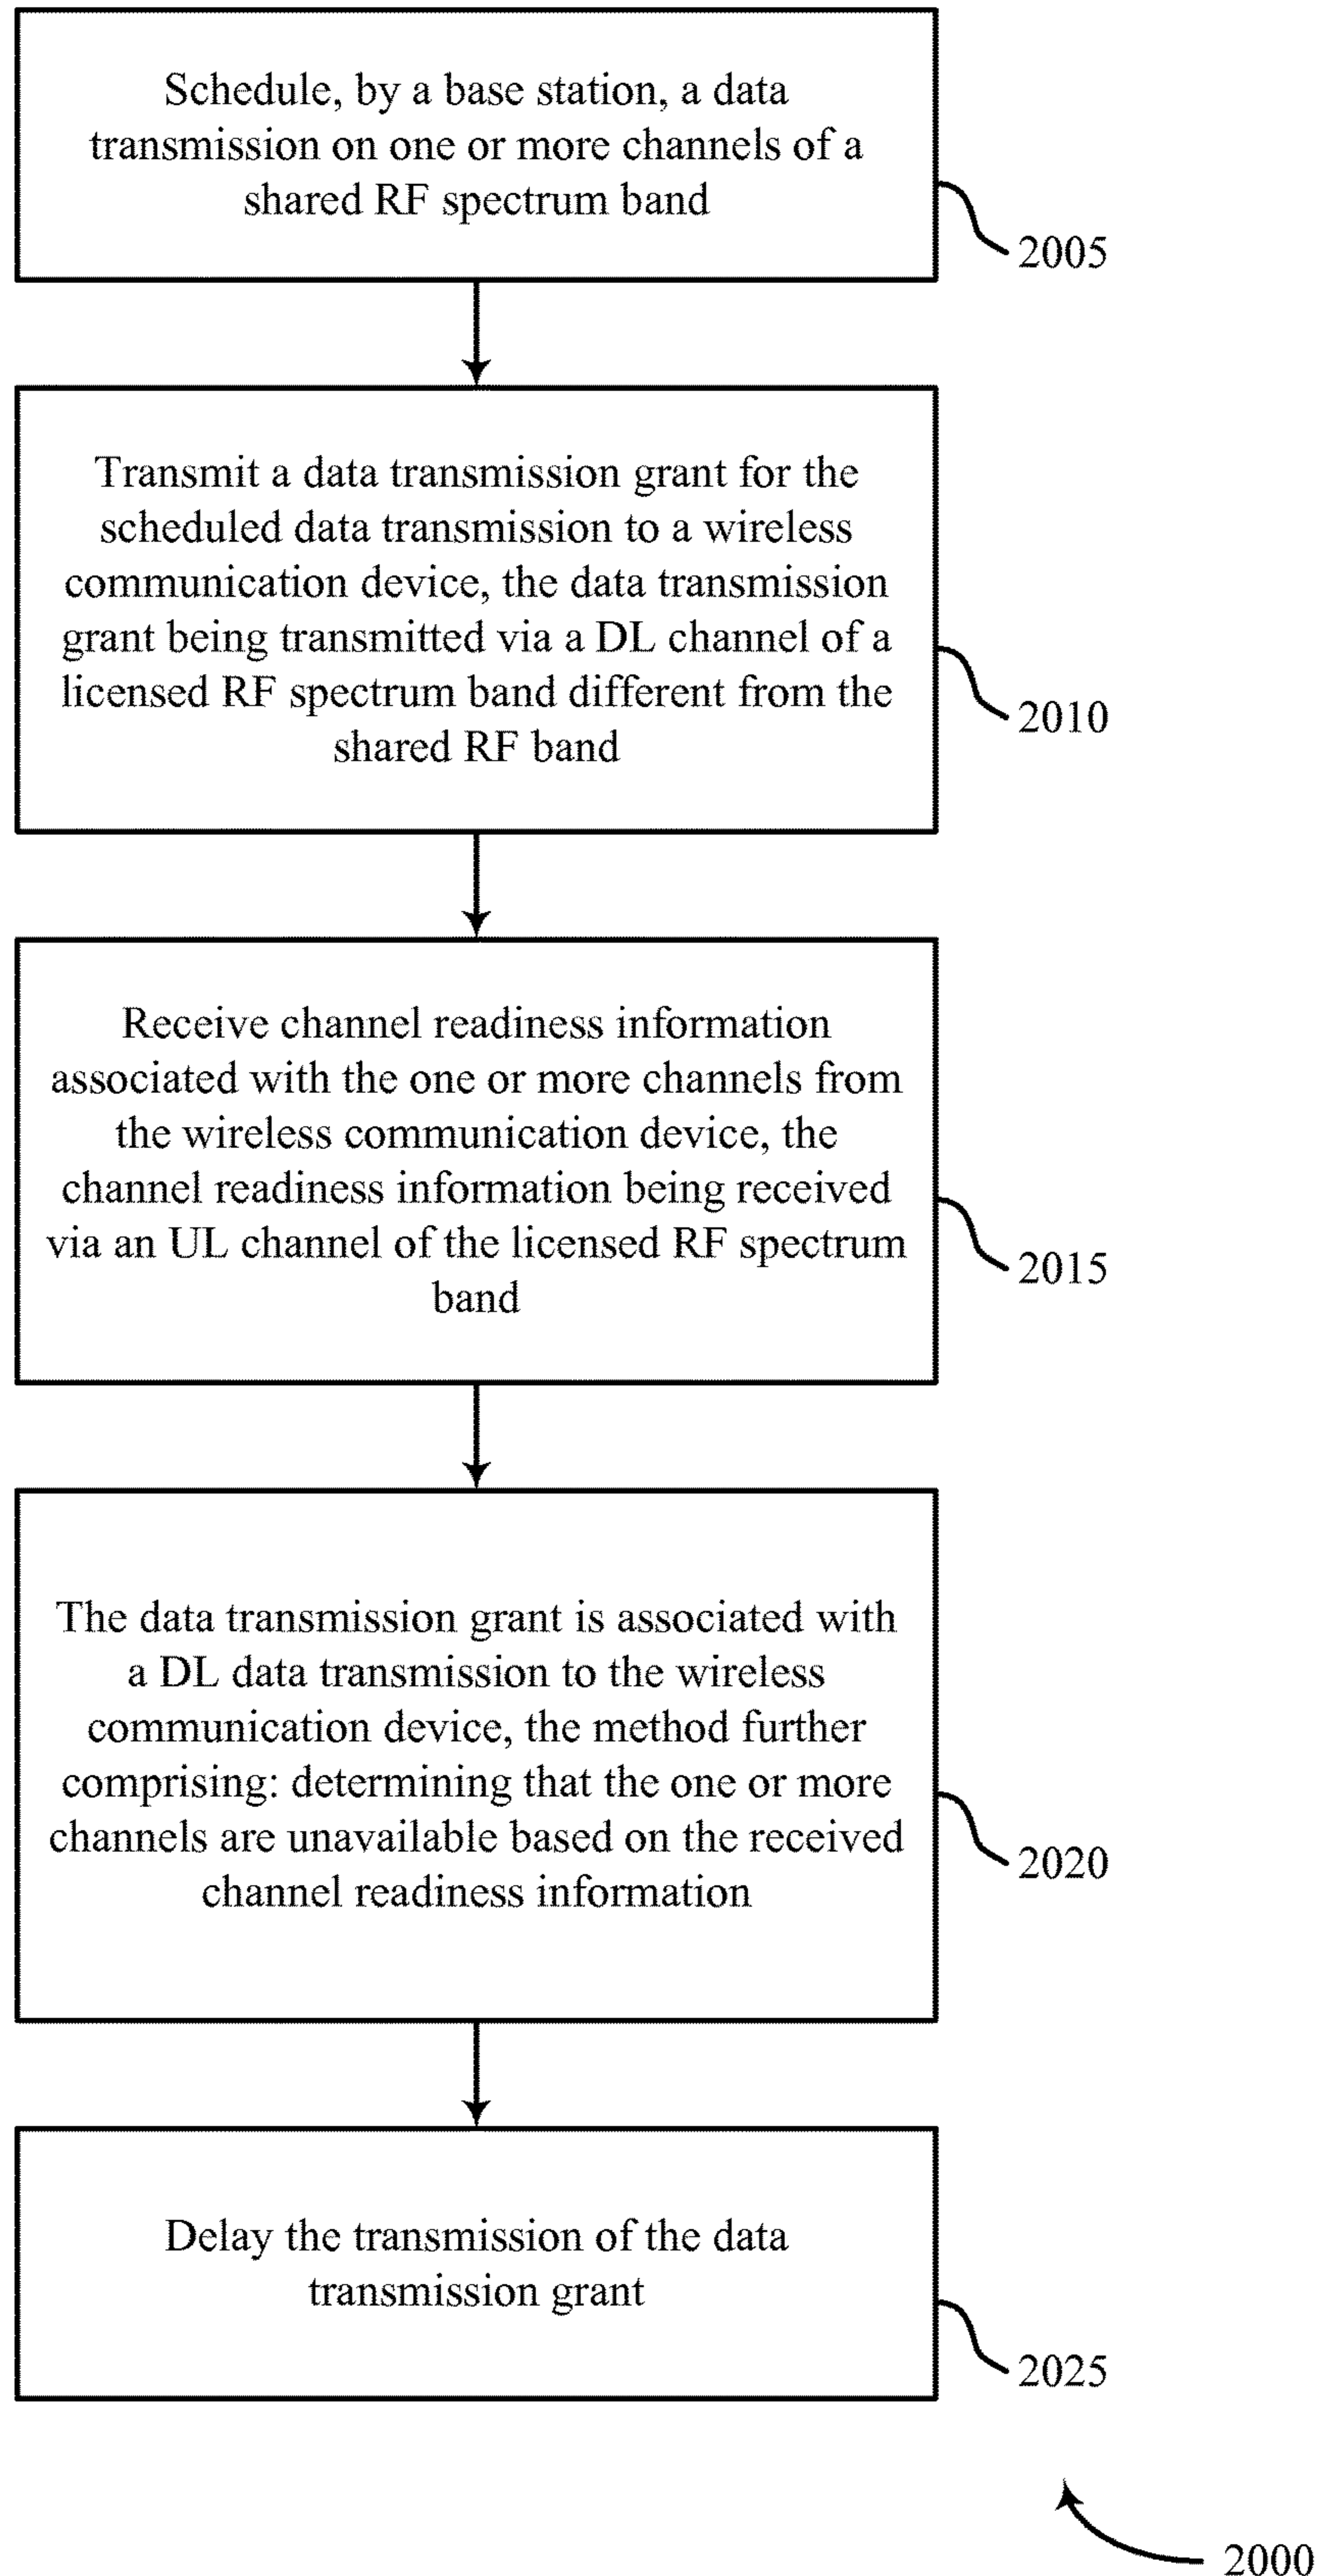 Schedule, by a base station, a data
transmission on one or more channels of a
shared RF spectrum band
2005
Transmit a data transmission grant for the
scheduled data transmission to a wireless
communication device, the data transmission
grant being transmitted via a DL channel of a
licensed RF spectrum band different from the
shared RF band
2010
Receive channel readiness information
associated with the one or more channels from
the wireless communication device, the
channel readiness information being received
via an UL channel of the licensed RF spectrum
band
2015
The data transmission grant is associated with
a DL data transmission to the wireless
communication device, the method further
comprising: determining that the one or more
channels are unavailable based on the received
channel readiness information
2020
Delay the transmission of the data
transmission grant
2025
2000